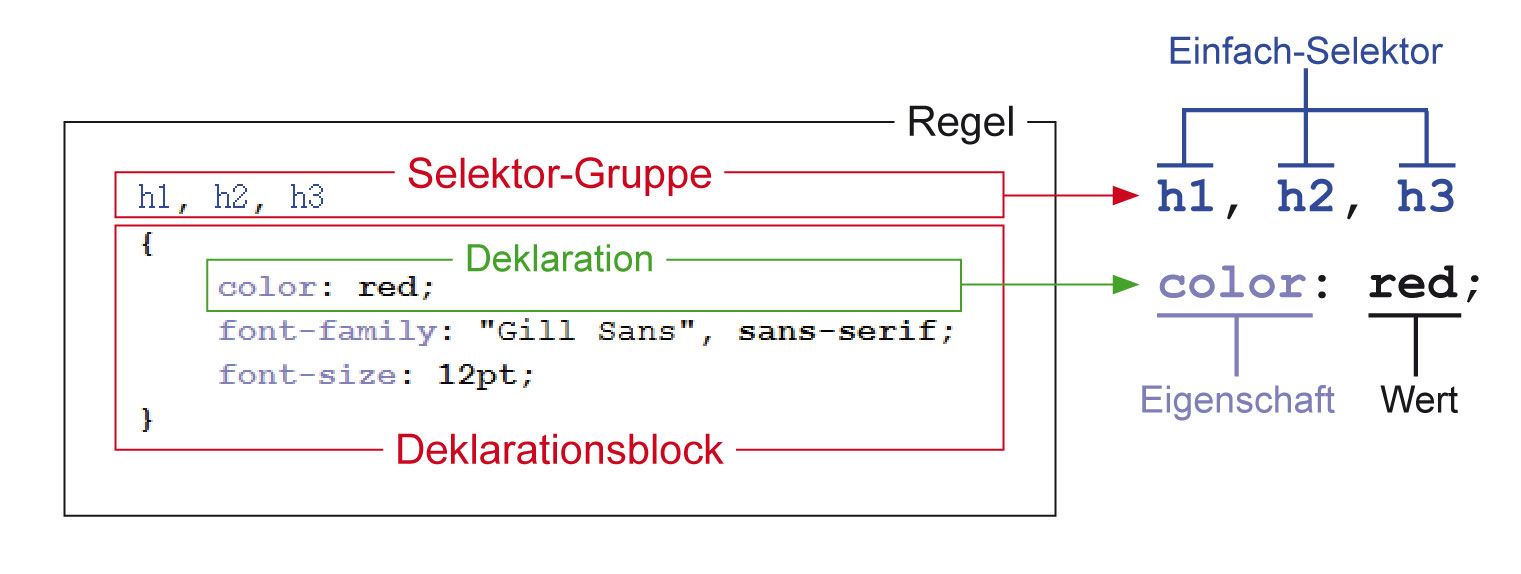 Einfach-Selektor
Regel
Selektor-Gruppe
h1, h2, h3
h1, h2, h3
{
Deklaration
color: red;
color: red;
font-family: "Gill Sans", sans-serif;
font-size: 12pt;
Eigenschaft
Wert
}
Deklarationsblock